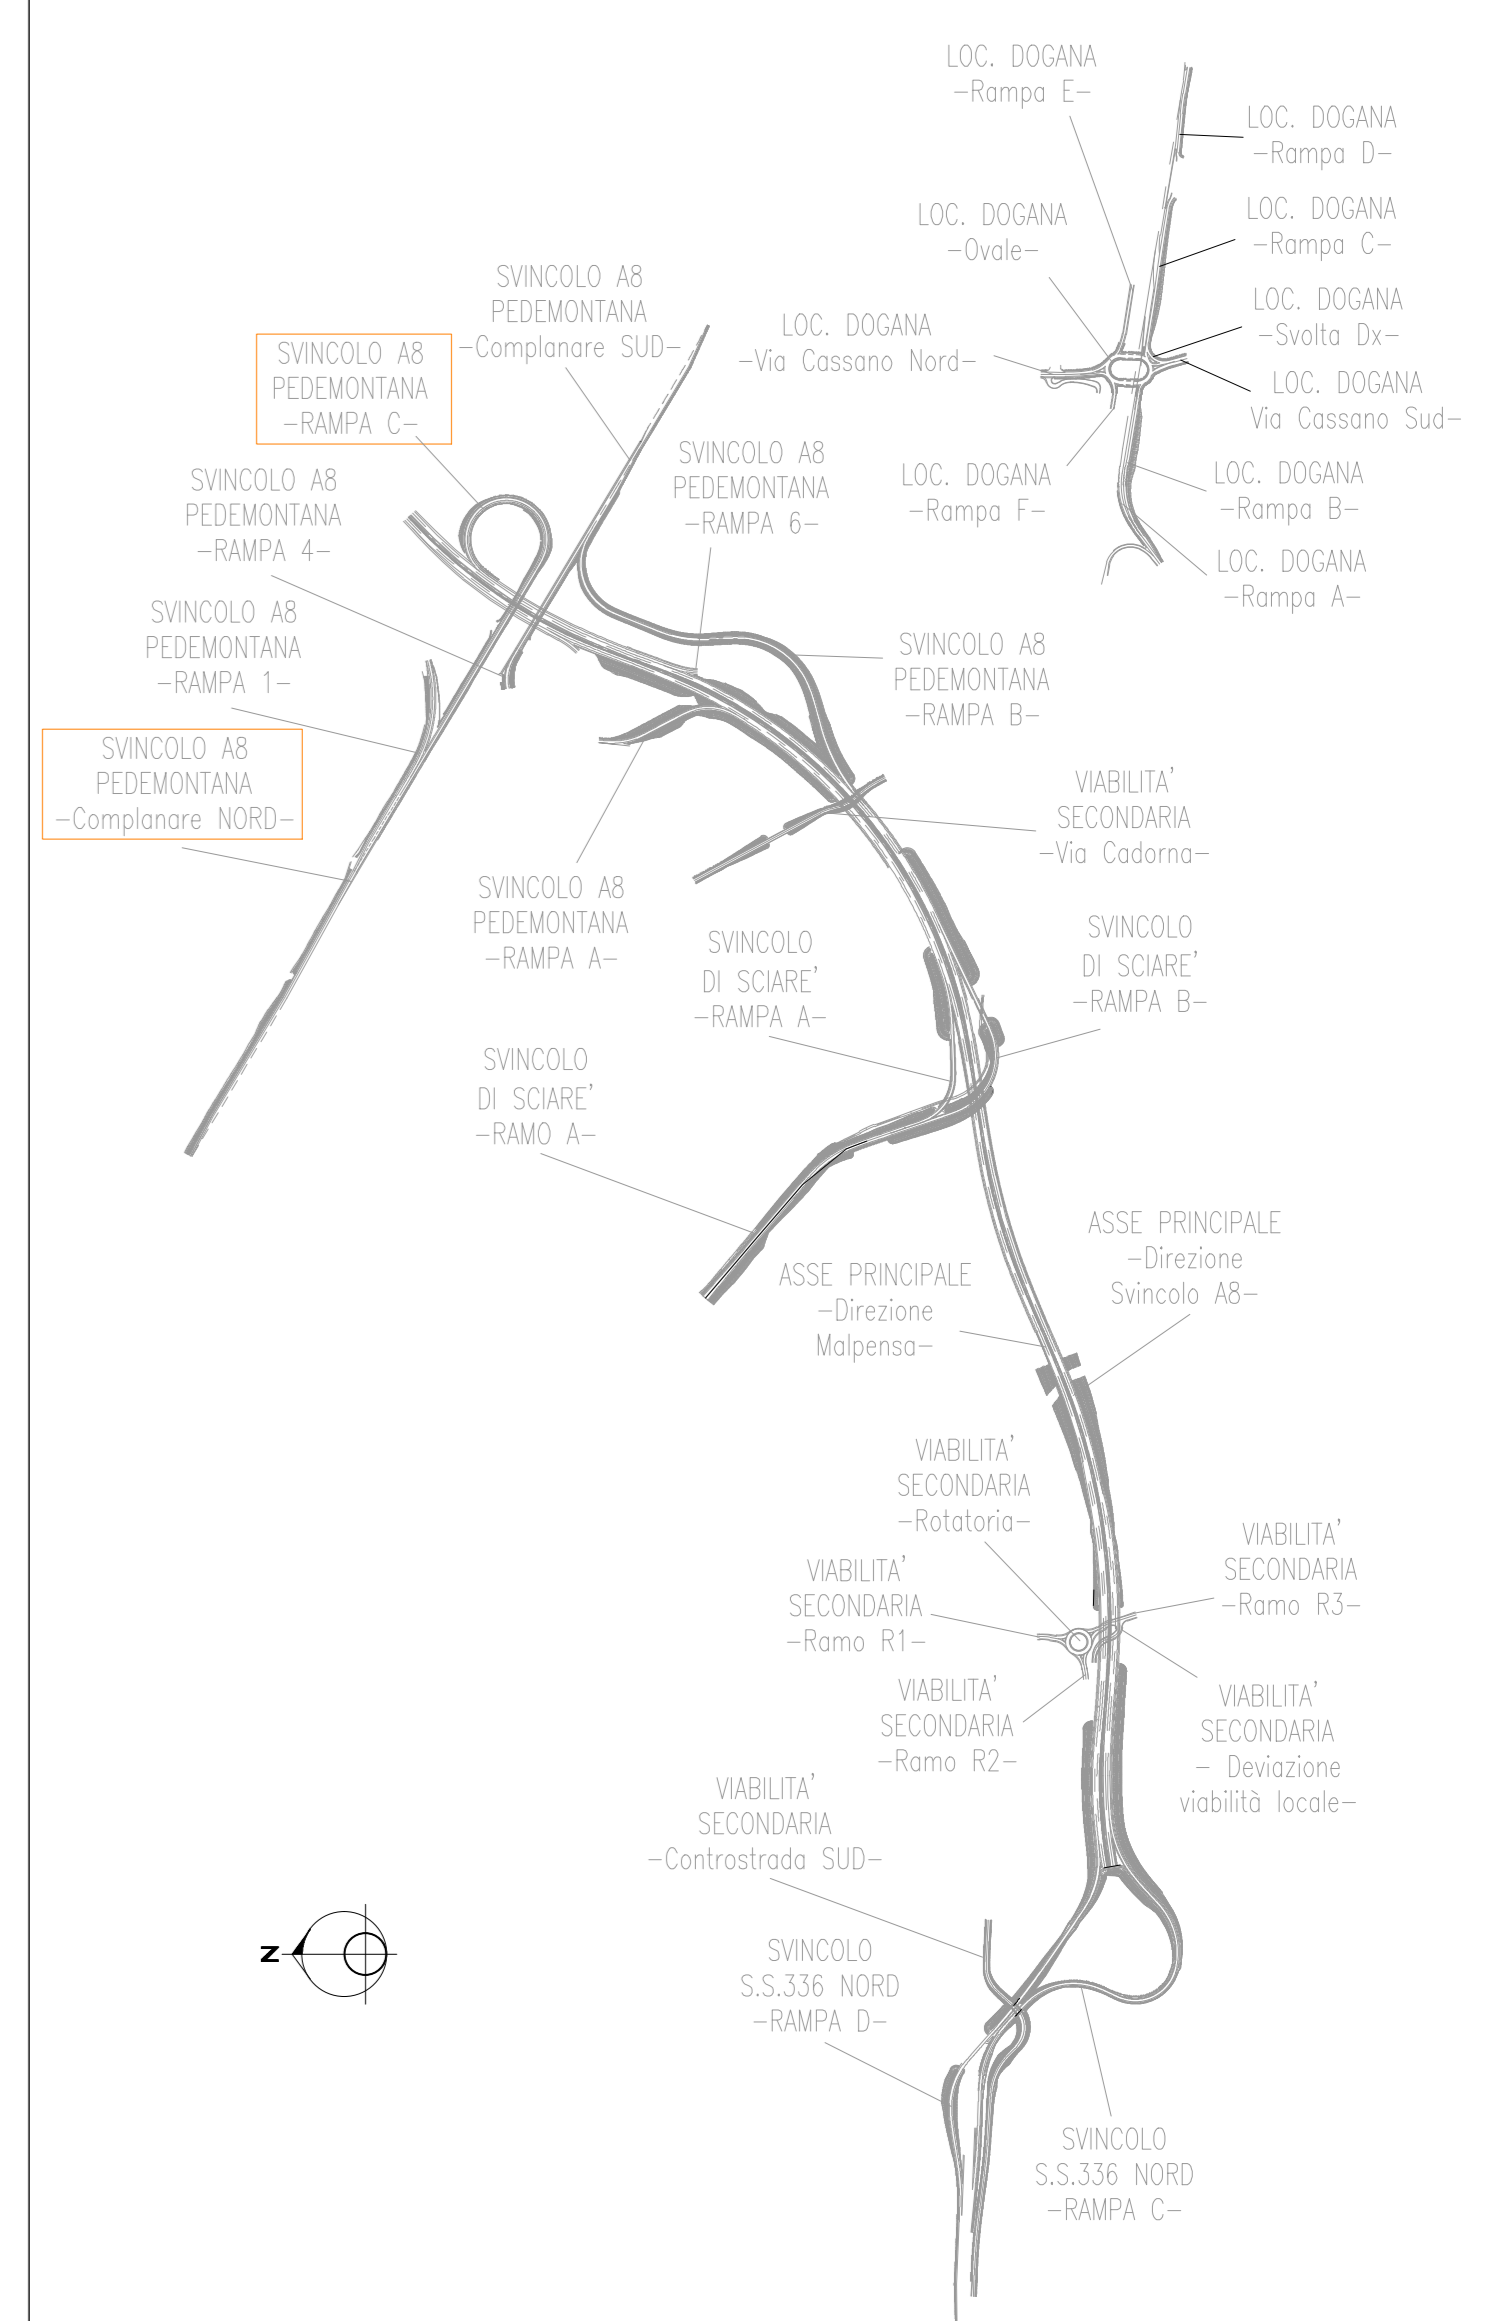 LOC. DOGANA
-Rampa E-
LOC. DOGANA
-Rampa D-
LOC. DOGANA
-Ovale-
LOC. DOGANA
-Rampa C-
SVINCOLO A8
PEDEMONTANA
-Complanare SUD-
LOC. DOGANA
-Via Cassano Nord-
LOC. DOGANA
-Svolta Dx-
SVINCOLO A8
PEDEMONTANA
-RAMPA C-
LOC. DOGANA
Via Cassano Sud-
SVINCOLO A8
PEDEMONTANA
-RAMPA 4-
SVINCOLO A8
PEDEMONTANA
-RAMPA 6-
LOC. DOGANA
-Rampa F-
LOC. DOGANA
-Rampa B-
LOC. DOGANA
-Rampa A-
SVINCOLO A8
PEDEMONTANA
-RAMPA 1-
SVINCOLO A8
PEDEMONTANA
-RAMPA B-
SVINCOLO A8
PEDEMONTANA
-Complanare NORD-
VIABILITA'
SECONDARIA
-Via Cadorna-
SVINCOLO A8
PEDEMONTANA
-RAMPA A-
SVINCOLO
DI SCIARE'
-RAMPA A-
SVINCOLO
DI SCIARE'
-RAMPA B-
SVINCOLO
DI SCIARE'
-RAMO A-
ASSE PRINCIPALE
-Direzione
Svincolo A8-
ASSE PRINCIPALE
-Direzione
Malpensa-
VIABILITA'
SECONDARIA
-Rotatoria-
VIABILITA'
SECONDARIA
-Ramo R3-
VIABILITA'
SECONDARIA
-Ramo R1-
VIABILITA'
SECONDARIA
-Ramo R2-
VIABILITA'
SECONDARIA
- Deviazione
viabilità locale-
VIABILITA'
SECONDARIA
-Controstrada SUD-
N
SVINCOLO
S.S.336 NORD
-RAMPA D-
SVINCOLO
S.S.336 NORD
-RAMPA C-